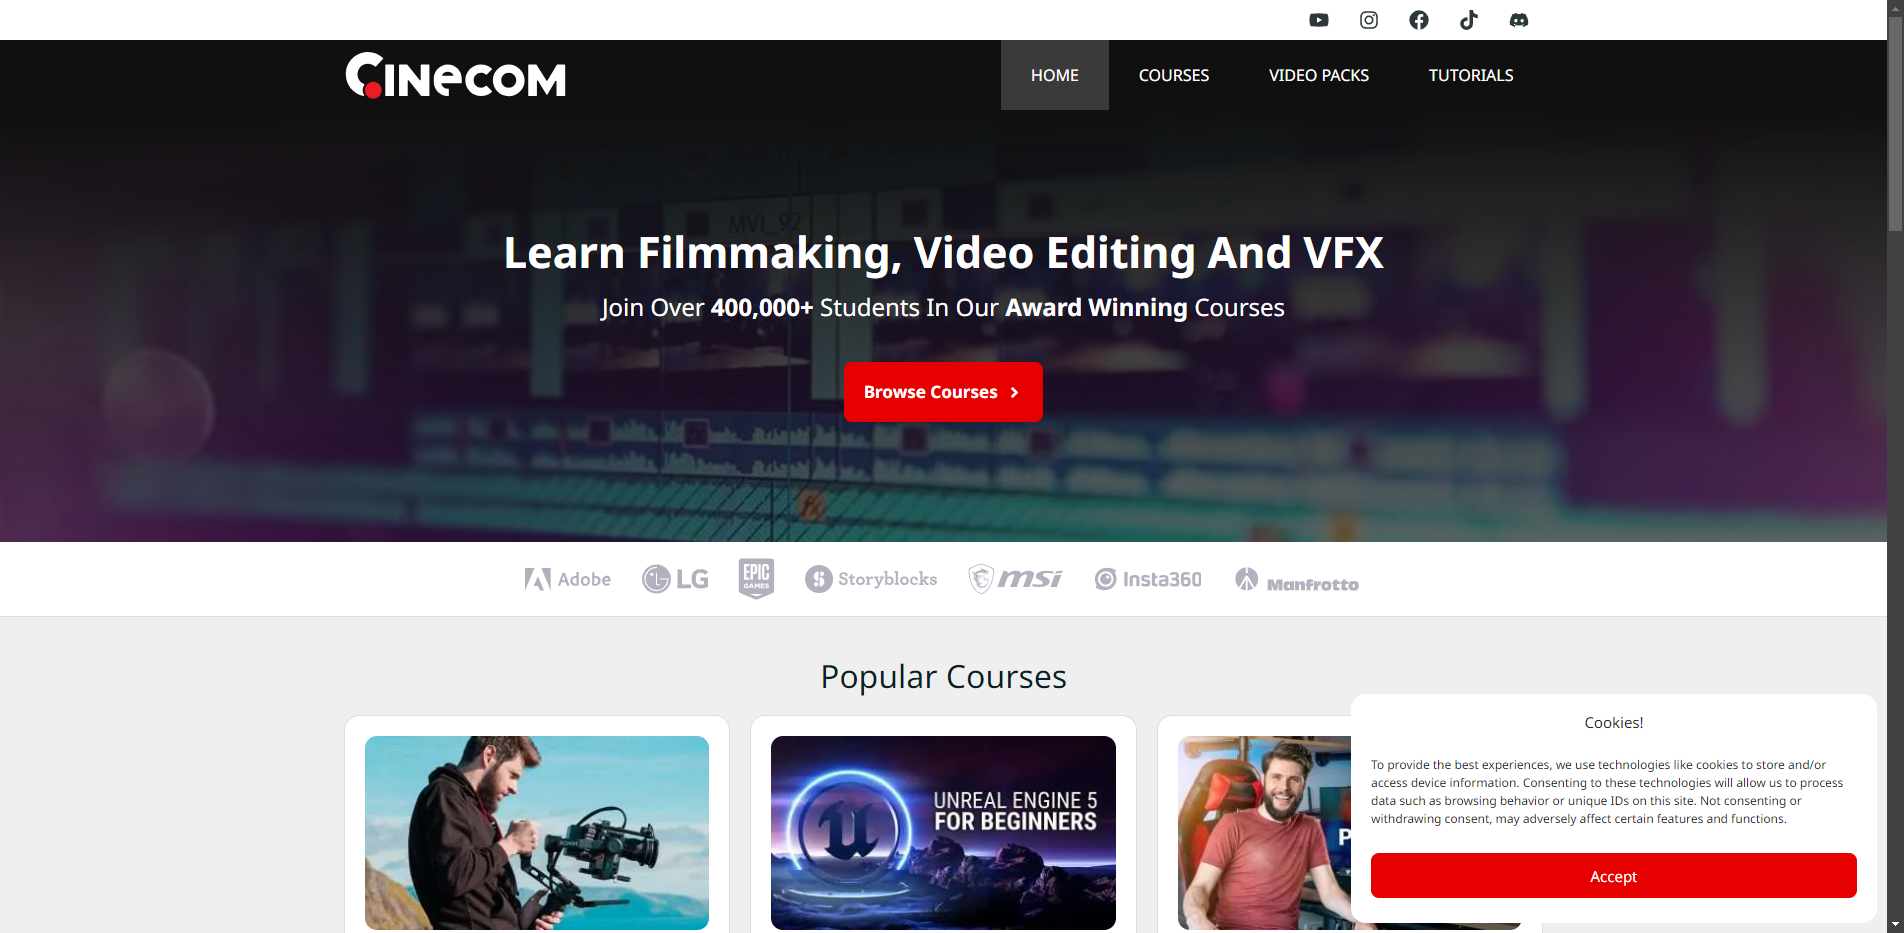 CINECOM
HOME
COURSES
VIDEO PACKS
TUTORIALS
MVI_92
Learn Filmmaking, Video Editing And VFX
Join Over 400,000+ Students In Our Award Winning Courses
Browse Courses
fx
Adobe
LG
EPIC
GAMES
Storyblocks
msi
Insta360
Manfrotto
Popular Courses
UNREAL ENGINE 5
FOR BEGINNERS
P
Cookies!
To provide the best experiences, we use technologies like cookies to store and/or
access device information. Consenting to these technologies will allow us to process
data such as browsing behavior or unique IDs on this site. Not consenting or
withdrawing consent, may adversely affect certain features and functions.
Accept